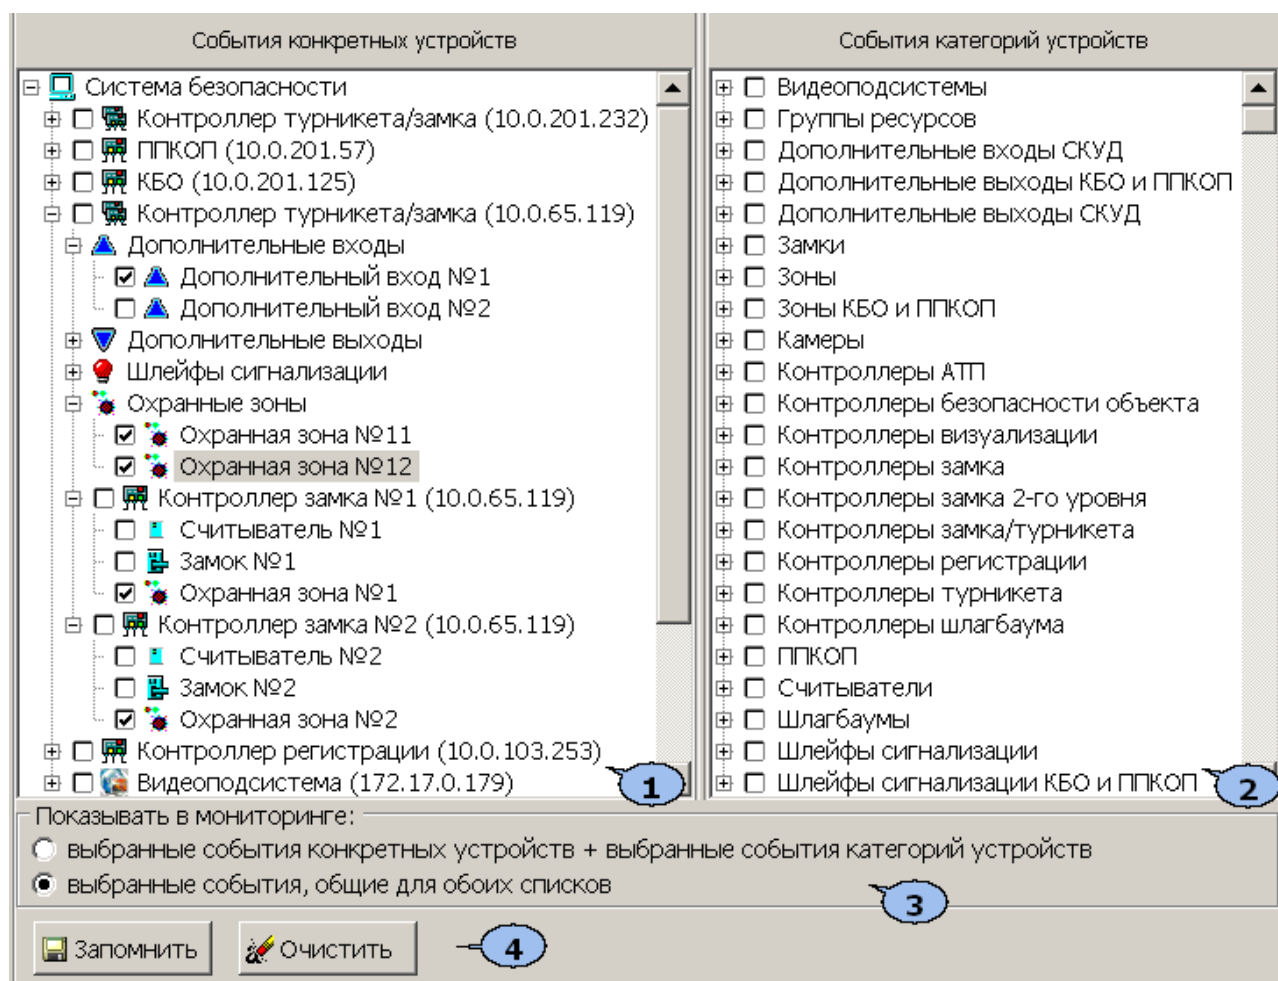 События конкретных устройств
Система безопасности
Контроллер турникета/замка (10.0.201.232)
ППКОП (10.0.201.57)
КБО (10.0.201.125)
Контроллер турникета/замка (10.0.65.119)
Дополнительные входы
Дополнительный вход №1
Дополнительный вход №2
Дополнительные выходы
Шлейфы сигнализации
Охранные зоны
Охранная зона №11
Охранная зона №12
Контроллер замка №1 (10.0.65.119)
Считыватель №1
Замок №1
Охранная зона №1
Контроллер замка №2 (10.0.65.119)
Считыватель №2
Замок №2
Охранная зона №2
Контроллер регистрации (10.0.103.253)
Видеоподсистема (172.17.0.179)
1
События категорий устройств
Видеоподсистемы
Группы ресурсов
Дополнительные входы СКУД
Дополнительные выходы КБО и ППКОП
Дополнительные выходы СКУД
Замки
Зоны
Зоны КБО и ППКОП
Камеры
Контроллеры АТП
Контроллеры безопасности объекта
Контроллеры визуализации
Контроллеры замка
Контроллеры замка 2-го уровня
Контроллеры замка/турникета
Контроллеры регистрации
Контроллеры турникета
Контроллеры шлагбаума
ППКОП
Считыватели
Шлагбаумы
Шлейфы сигнализации
Шлейфы сигнализации КБО и ППКОП
2
Показывать в мониторинге:
выбранные события конкретных устройств + выбранные события категорий устройств
выбранные события, общие для обоих списков
3
Запомнить
Очистить
4